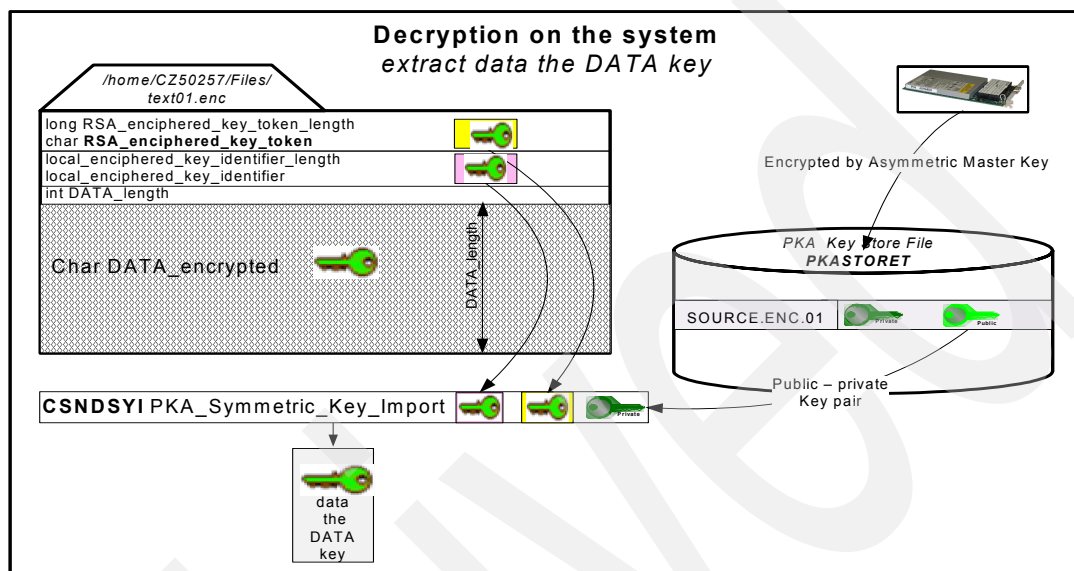 Decryption on the system
extract data the DATA key
/home/CZ50257/Files/
text01.enc
long RSA_enciphered_key_token_length
char RSA_enciphered_key_token
local_enciphered_key_identifier_length
local_enciphered_key_identifier
int DATA_length
Char DATA_encrypted
DATA_length
Encrypted by Asymmetric Master Key
PKA Key Store File
PKASTORET
SOURCE.ENC.01
Private
Public
Public – private
Key pair
CSNDSYI PKA_Symmetric_Key_Import
Private
data
the
DATA
key